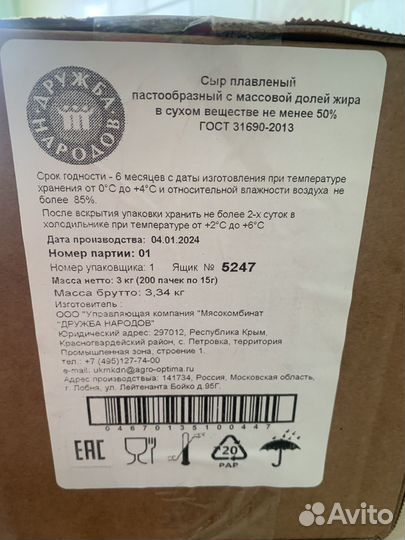 ДРУЖБА
НАРОДОВ
Сыр плавленый
пастообразный с массовой долей жира
в сухом веществе не менее 50%
ГОСТ 31690-2013
Срок годности - 6 месяцев с даты изготовления при температуре
хранения от 0°С до +4°С и относительной влажности воздуха не
более 85%.
После вскрытия упаковки хранить не более 2-х суток в
холодильнике при температуре от +2°С до +6°С
Дата производства: 04.01.2024
Номер партии: 01
Номер упаковщика: 1 Ящик № 5247
Масса нетто: 3 кг (200 пачек по 15г)
Масса брутто: 3,34 кг
Изготовитель:
ООО "Управляющая компания "Мясокомбинат
"ДРУЖБА НАРОДОВ"
Юридический адрес: 297012, Республика Крым,
Красногвардейский район, с. Петровка, территория
Промышленная зона, строение 1.
тел.: +7 (495)127-74-00
e-mail: ukmkdn@agro-optima.ru
Адрес производства: 141734, Россия, Московская область,
г. Лобня, ул. Лейтенанта Бойко д.95Г.
04670135100447
ЕАС
20
PAP
Avito